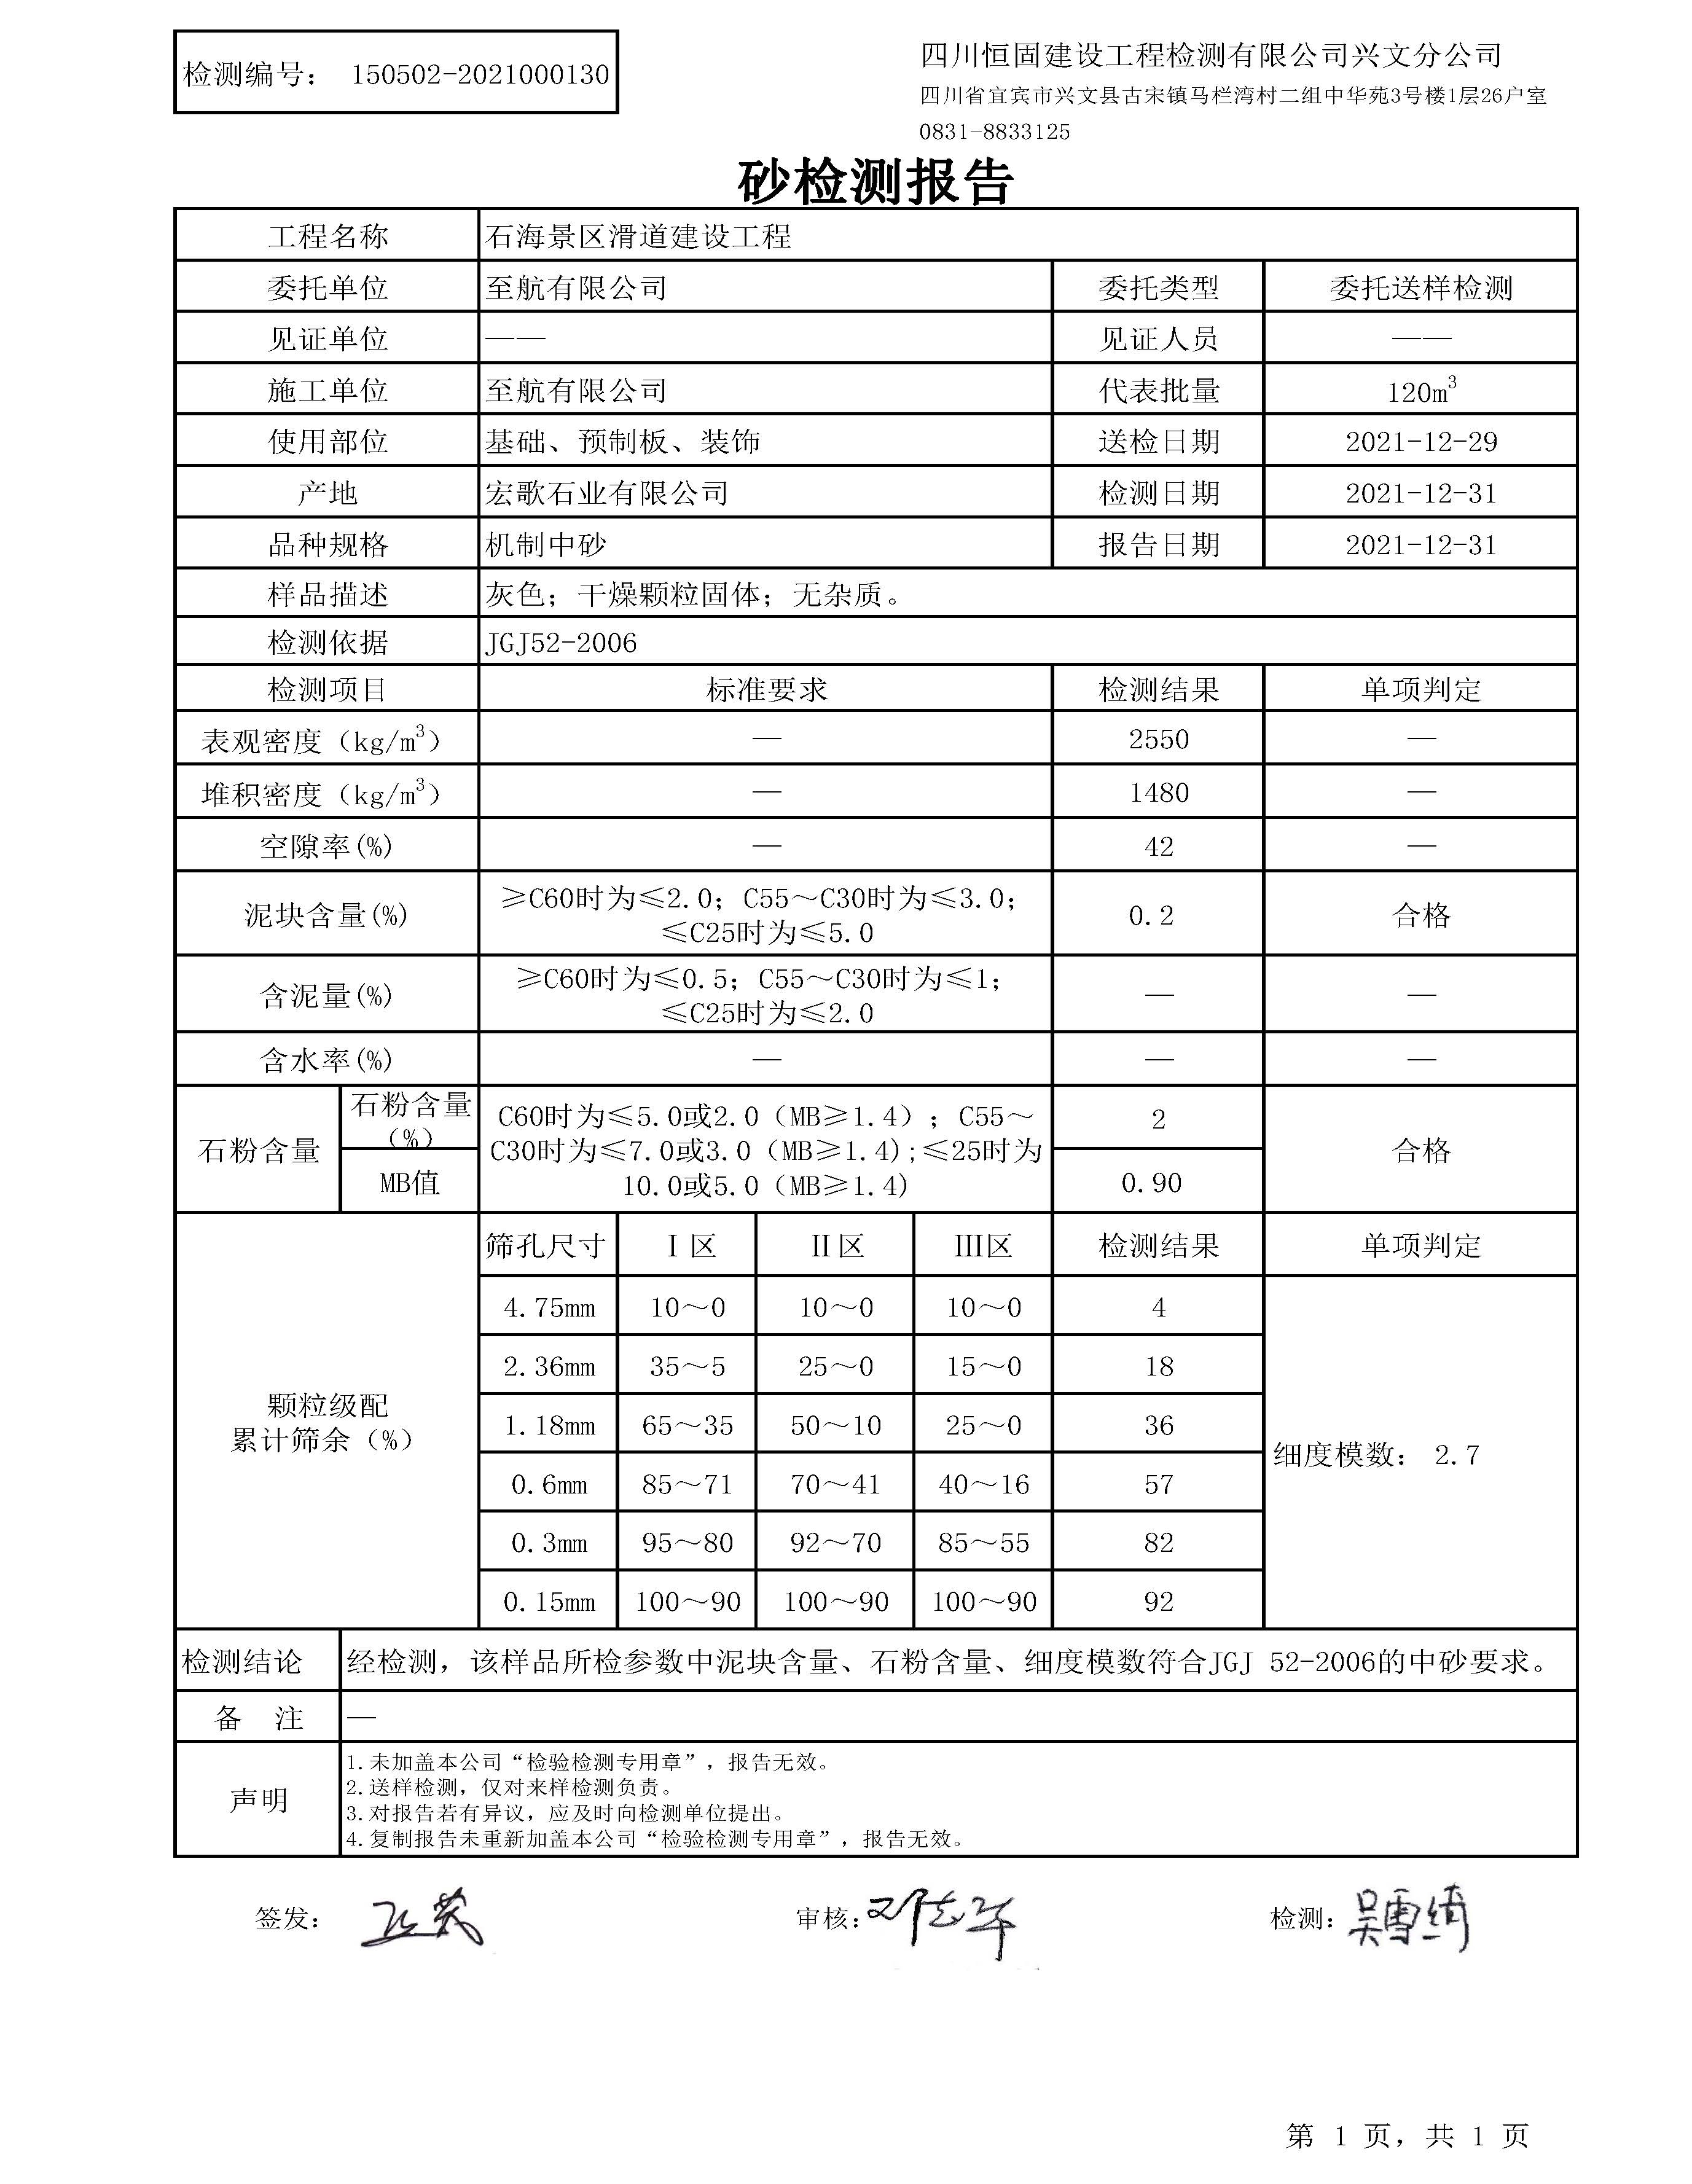 检测编号： 150502-2021000130
四川恒固建设工程检测有限公司兴文分公司
四川省宜宾市兴文县古宋镇马栏湾村二组中华苑3号楼1层26户室
0831-8833125
砂检测报告
工程名称 石海景区滑道建设工程
委托单位 至航有限公司 委托类型 委托送样检测
见证单位 —— 见证人员 ——
施工单位 至航有限公司 代表批量 120m³
使用部位 基础、预制板、装饰 送检日期 2021-12-29
产地 宏歌石业有限公司 检测日期 2021-12-31
品种规格 机制中砂 报告日期 2021-12-31
样品描述 灰色；干燥颗粒固体；无杂质。
检测依据 JGJ52-2006
检测项目 标准要求 检测结果 单项判定
表观密度（kg/m³） — 2550 —
堆积密度（kg/m³） — 1480 —
空隙率(%) — 42 —
泥块含量(%) ≥C60时为≤2.0；C55～C30时为≤3.0； 0.2 合格
≤C25时为≤5.0
含泥量(%) ≥C60时为≤0.5；C55～C30时为≤1； — —
≤C25时为≤2.0
含水率(%) — — —
石粉含量 石粉含量
（%） C60时为≤5.0或2.0（MB≥1.4）；C55～ 2 合格
C30时为≤7.0或3.0（MB≥1.4);≤25时为
MB值 10.0或5.0（MB≥1.4) 0.90
筛孔尺寸 I 区 II区 III区 检测结果 单项判定
4.75mm 10～0 10～0 10～0 4
2.36mm 35～5 25～0 15～0 18
颗粒级配
累计筛余（%）
1.18mm 65～35 50～10 25～0 36
细度模数： 2.7
0.6mm 85～71 70～41 40～16 57
0.3mm 95～80 92～70 85～55 82
0.15mm 100～90 100～90 100～90 92
检测结论 经检测，该样品所检参数中泥块含量、石粉含量、细度模数符合JGJ 52-2006的中砂要求。
备 注 —
声明
1.未加盖本公司“检验检测专用章”，报告无效。
2.送样检测，仅对来样检测负责。
3.对报告若有异议，应及时向检测单位提出。
4.复制报告未重新加盖本公司“检验检测专用章”，报告无效。
签发： 审核： 检测：吴雪绮
第 1 页，共 1 页